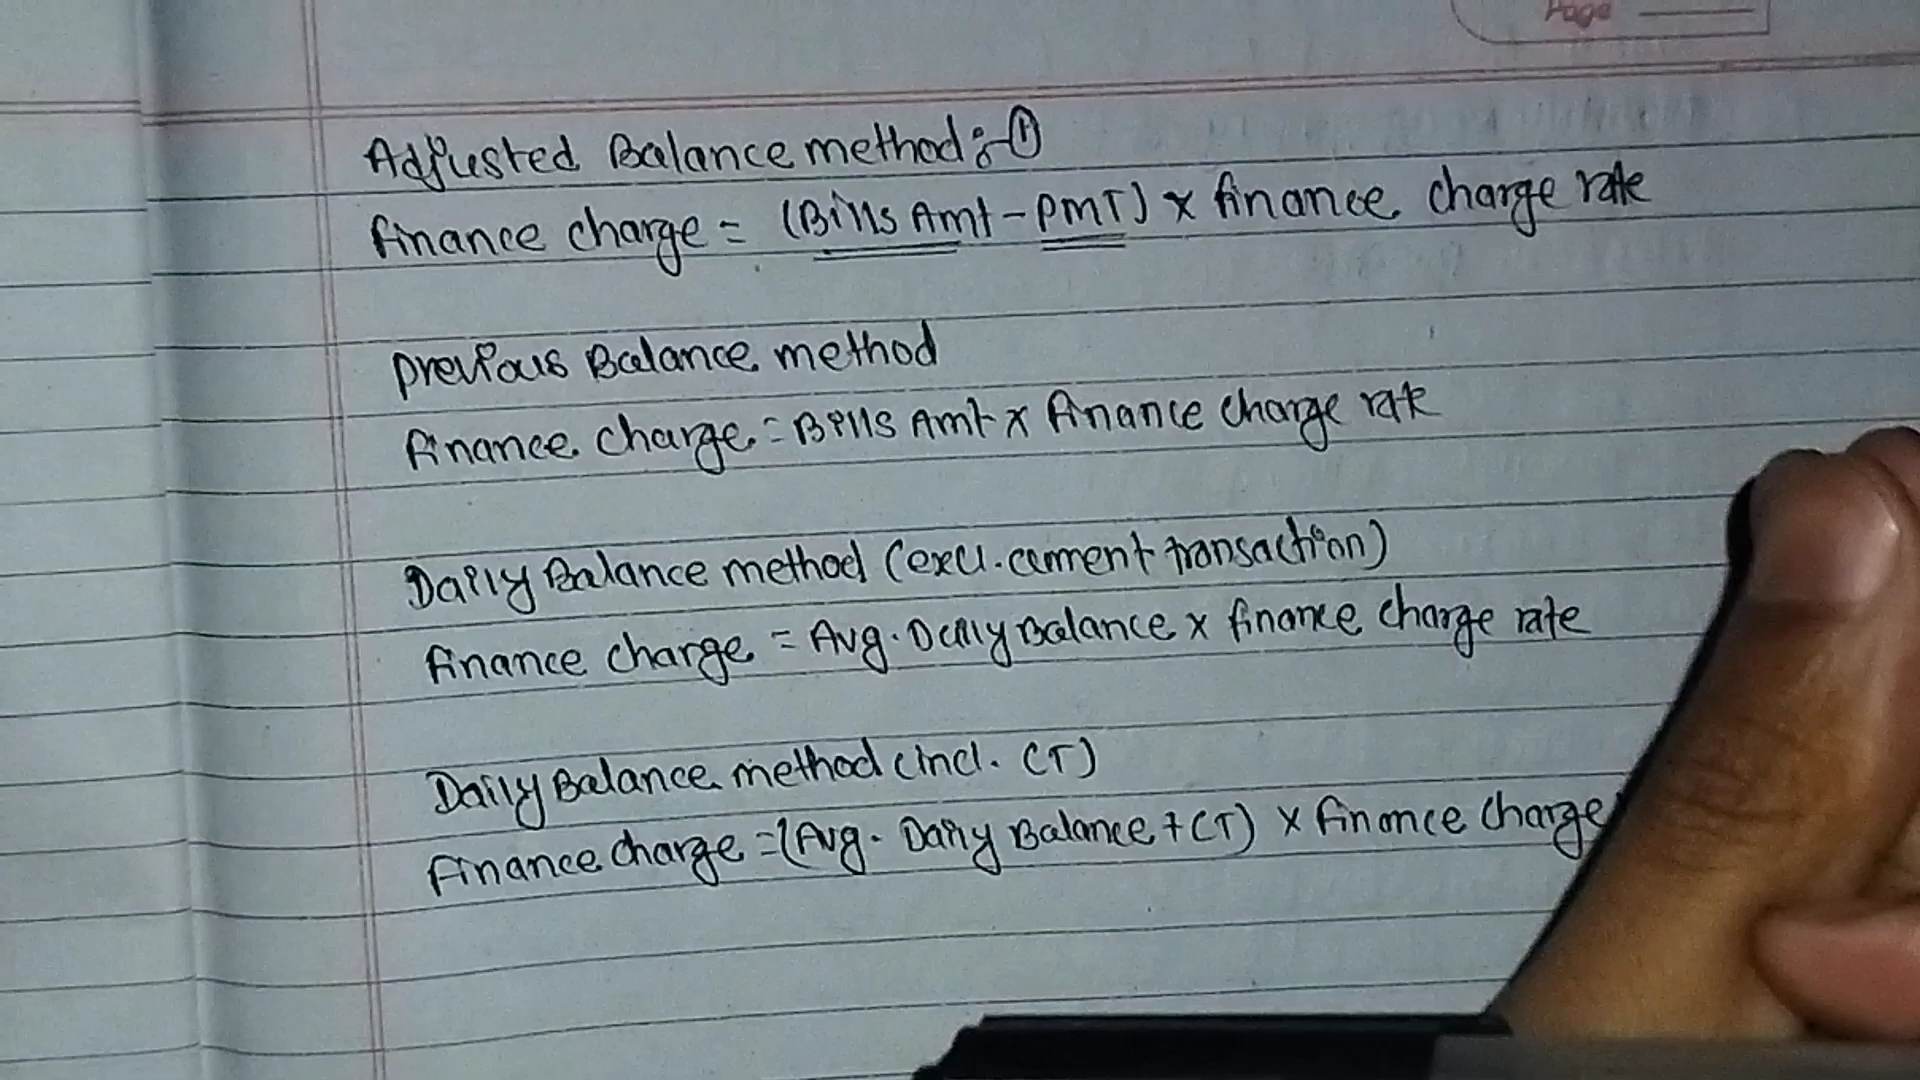 Page
Adjusted Balance method:-①
finance charge = (Bills Amt - PMT) x finance charge rate
previous Balance method
finance charge = Bills Amt x finance charge rate
Daily Balance method (excl. current transaction)
finance charge = Avg. Daily Balance x finance charge rate
Daily Balance method (incl. CT)
finance charge = (Avg. Daily Balance + CT) x finance charge